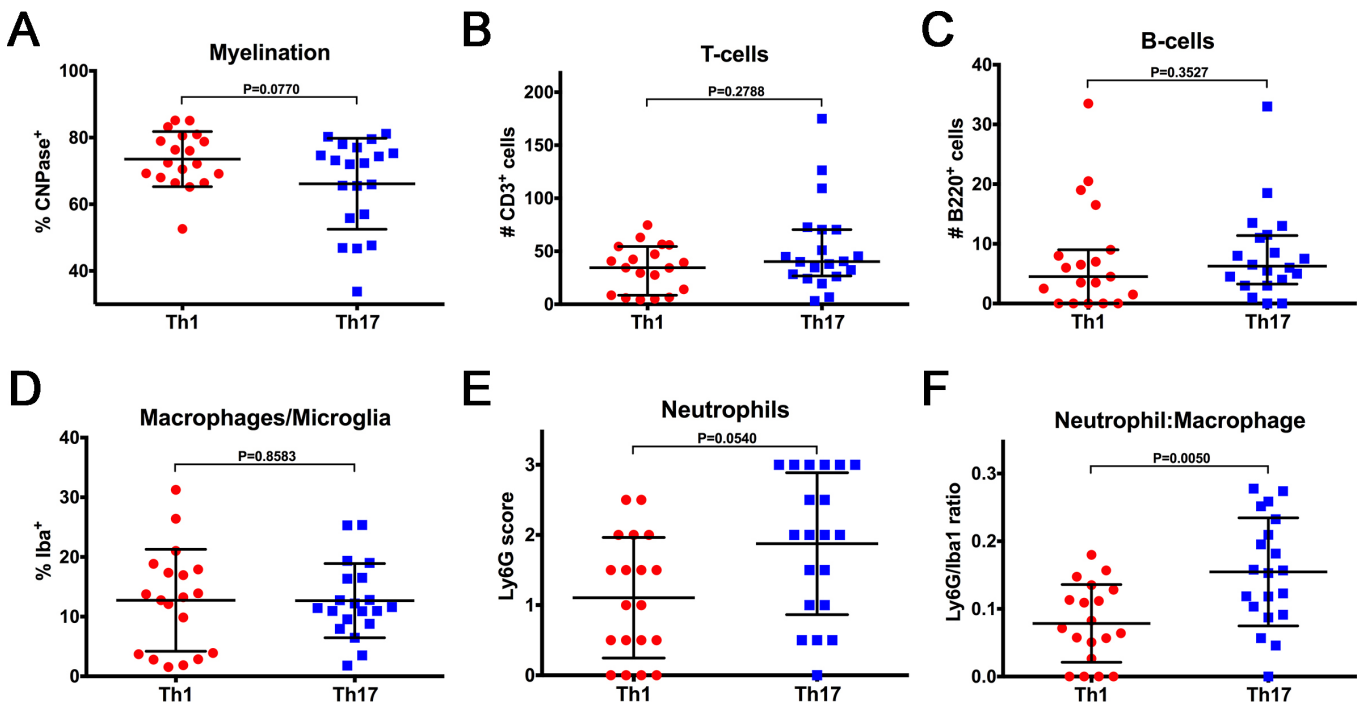 A
Myelination
P=0.0770
% CNPase+
100
80
60
40
Th1
Th17
B
T-cells
P=0.2788
# CD3+ cells
200
150
100
50
0
Th1
Th17
C
B-cells
P=0.3527
# B220+ cells
40
30
20
10
0
Th1
Th17
D
Macrophages/Microglia
P=0.8583
% Iba+
40
30
20
10
0
Th1
Th17
E
Neutrophils
P=0.0540
Ly6G score
3
2
1
0
Th1
Th17
F
Neutrophil:Macrophage
P=0.0050
Ly6G/Iba1 ratio
0.3
0.2
0.1
0.0
Th1
Th17